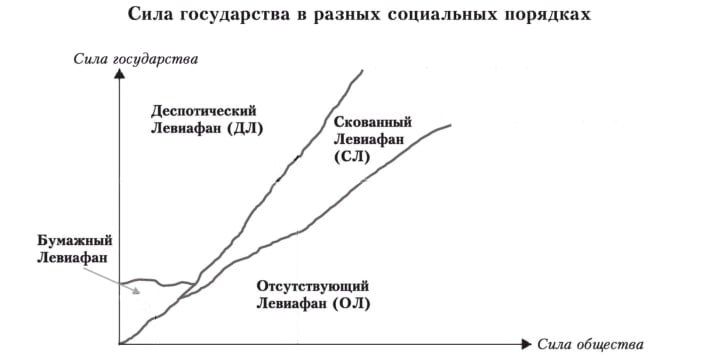 Сила государства в разных социальных порядках
Сила государства
Деспотический
Левиафан (ДЛ)
Скованный
Левиафан
(СЛ)
Бумажный
Левиафан
Отсутствующий
Левиафан (ОЛ)
Сила общества